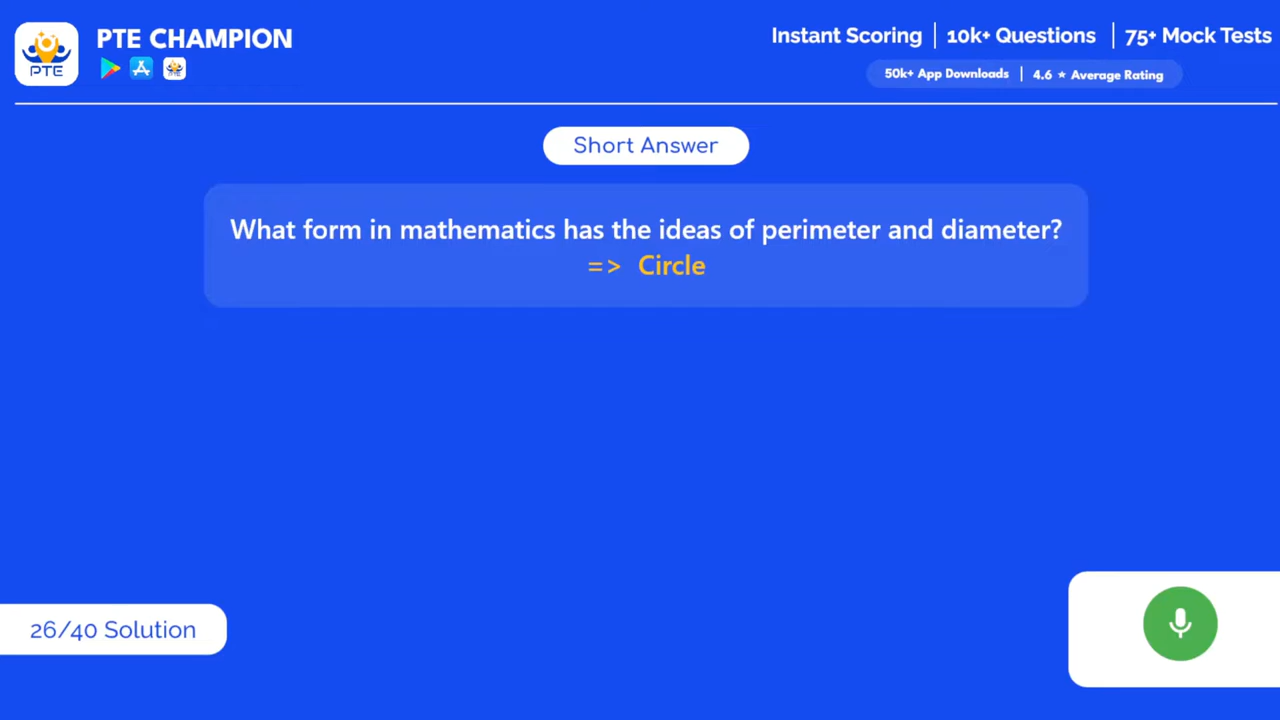 PTE CHAMPION
PTE
Instant Scoring | 10k+ Questions | 75+ Mock Tests
50k+ App Downloads | 4.6 ★ Average Rating
Short Answer
What form in mathematics has the ideas of perimeter and diameter?
=> Circle
26/40 Solution